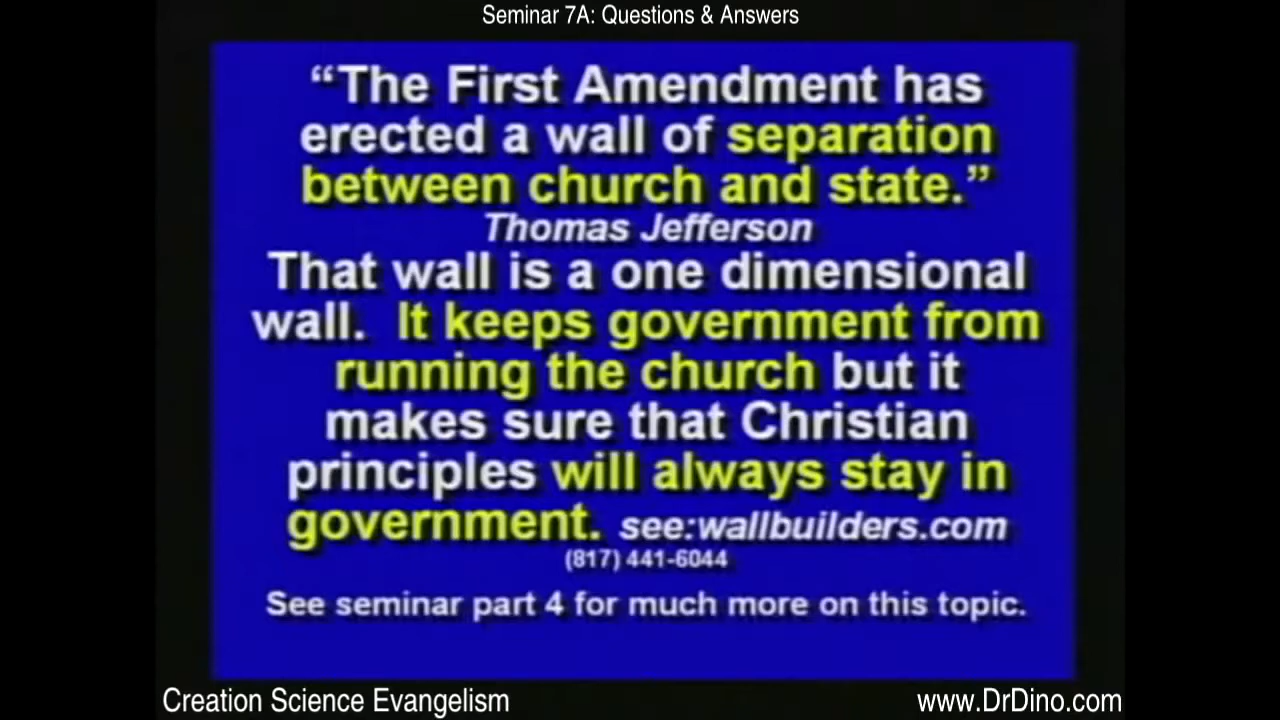 Seminar 7A: Questions & Answers
“The First Amendment has
erected a wall of separation
between church and state.”
Thomas Jefferson
That wall is a one dimensional
wall. It keeps government from
running the church but it
makes sure that Christian
principles will always stay in
government. see:wallbuilders.com
(817) 441-6044
See seminar part 4 for much more on this topic.
Creation Science Evangelism
www.DrDino.com